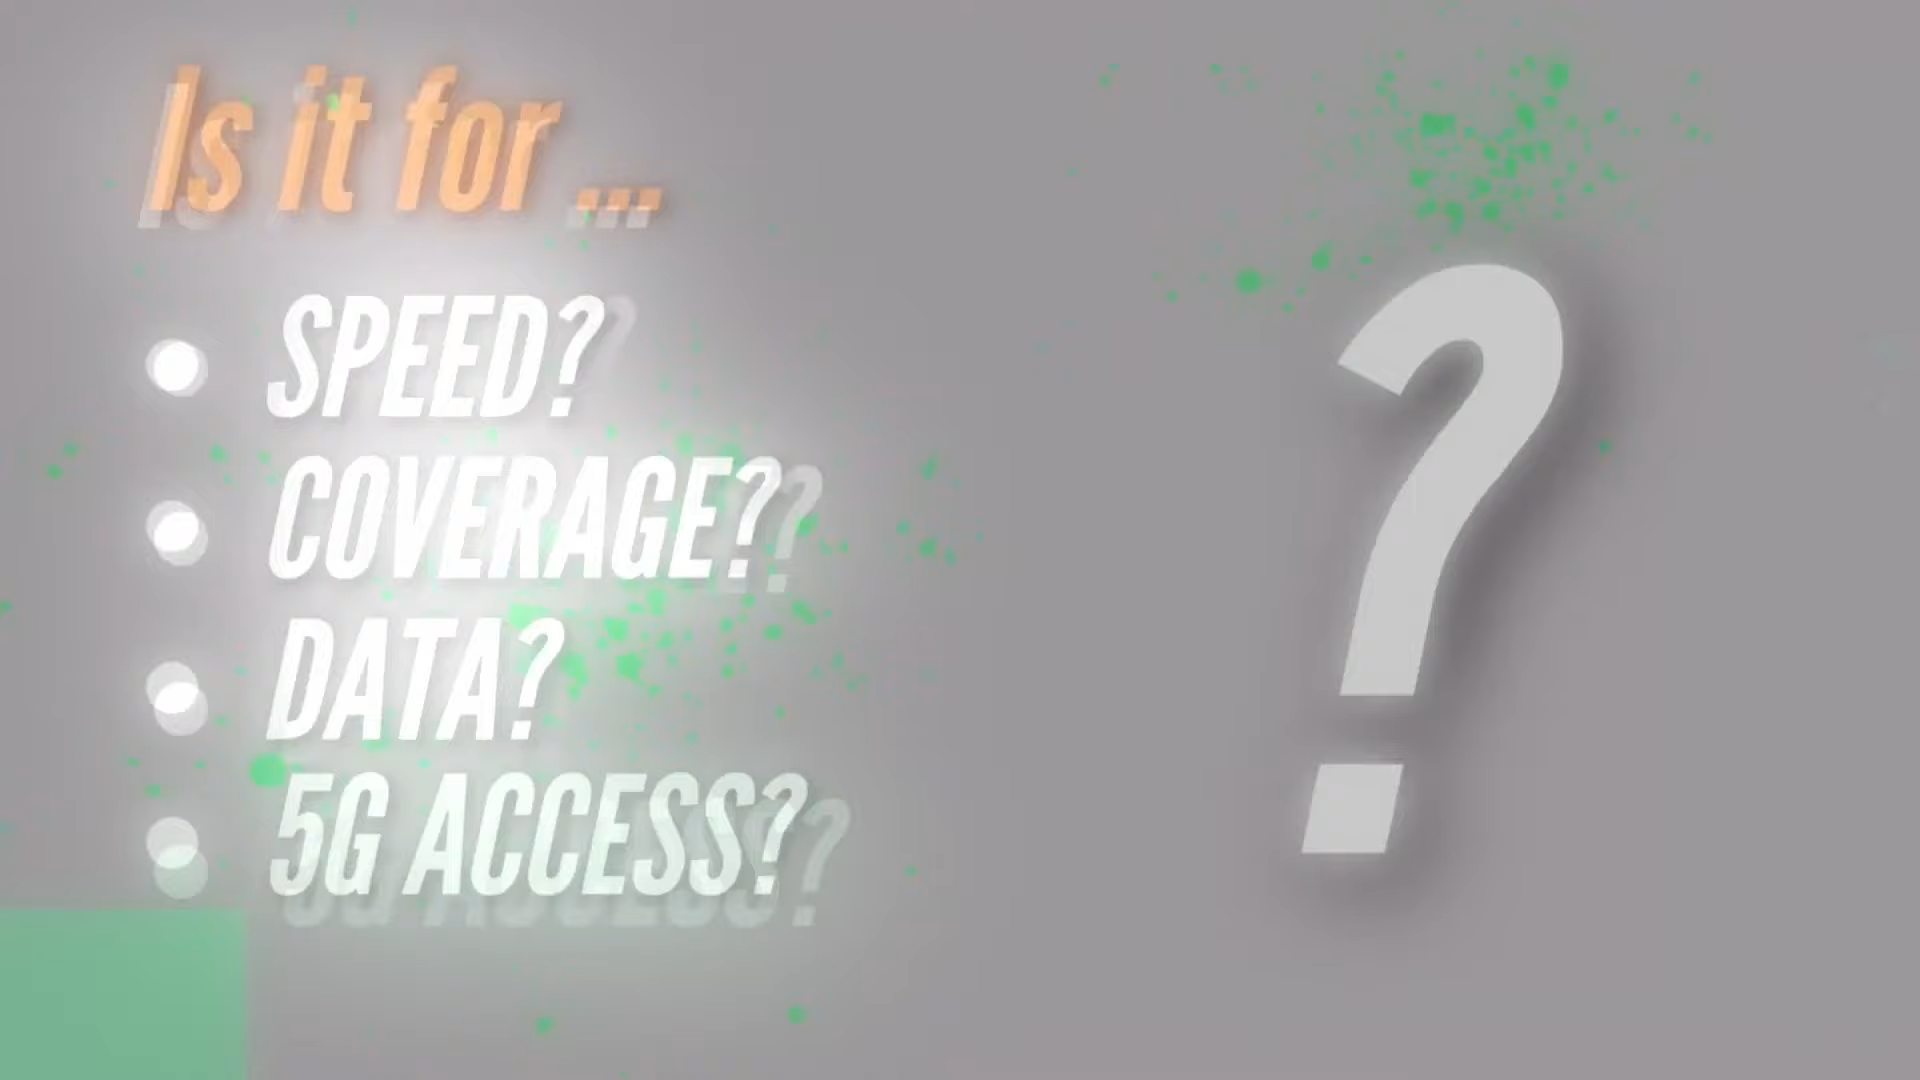 Is it for ...
SPEED?
COVERAGE?
DATA?
5G ACCESS?
?